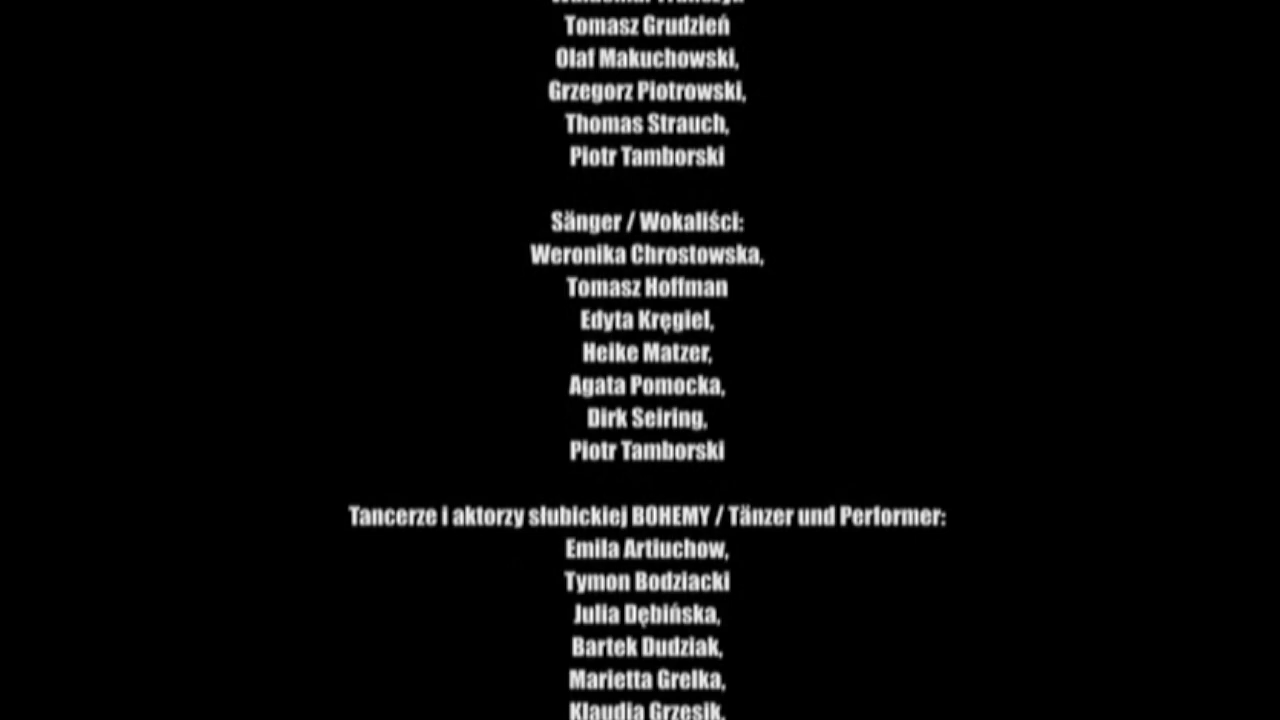 Tomasz Grudzień
Olaf Makuchowski,
Grzegorz Piotrowski,
Thomas Strauch,
Piotr Tamborski
Sänger / Wokaliści:
Weronika Chrostowska,
Tomasz Hoffman
Edyta Kręgiel,
Heike Matzer,
Agata Pomocka,
Dirk Seiring,
Piotr Tamborski
Tancerze i aktorzy słubickiej BOHEMY / Tänzer und Performer:
Emila Artiuchow,
Tymon Bodziacki
Julia Dębińska,
Bartek Dudziak,
Marietta Grelka,
Klaudia Grzesik,